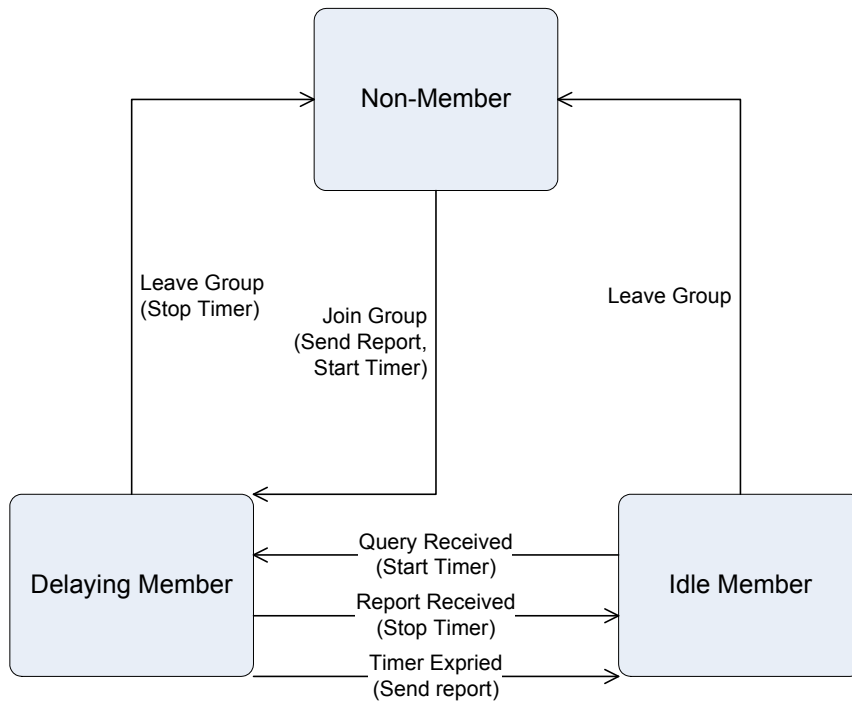 Non-Member
Leave Group
(Stop Timer)
Join Group
(Send Report,
Start Timer)
Leave Group
Delaying Member
Query Received
(Start Timer)
Report Received
(Stop Timer)
Timer Expried
(Send report)
Idle Member